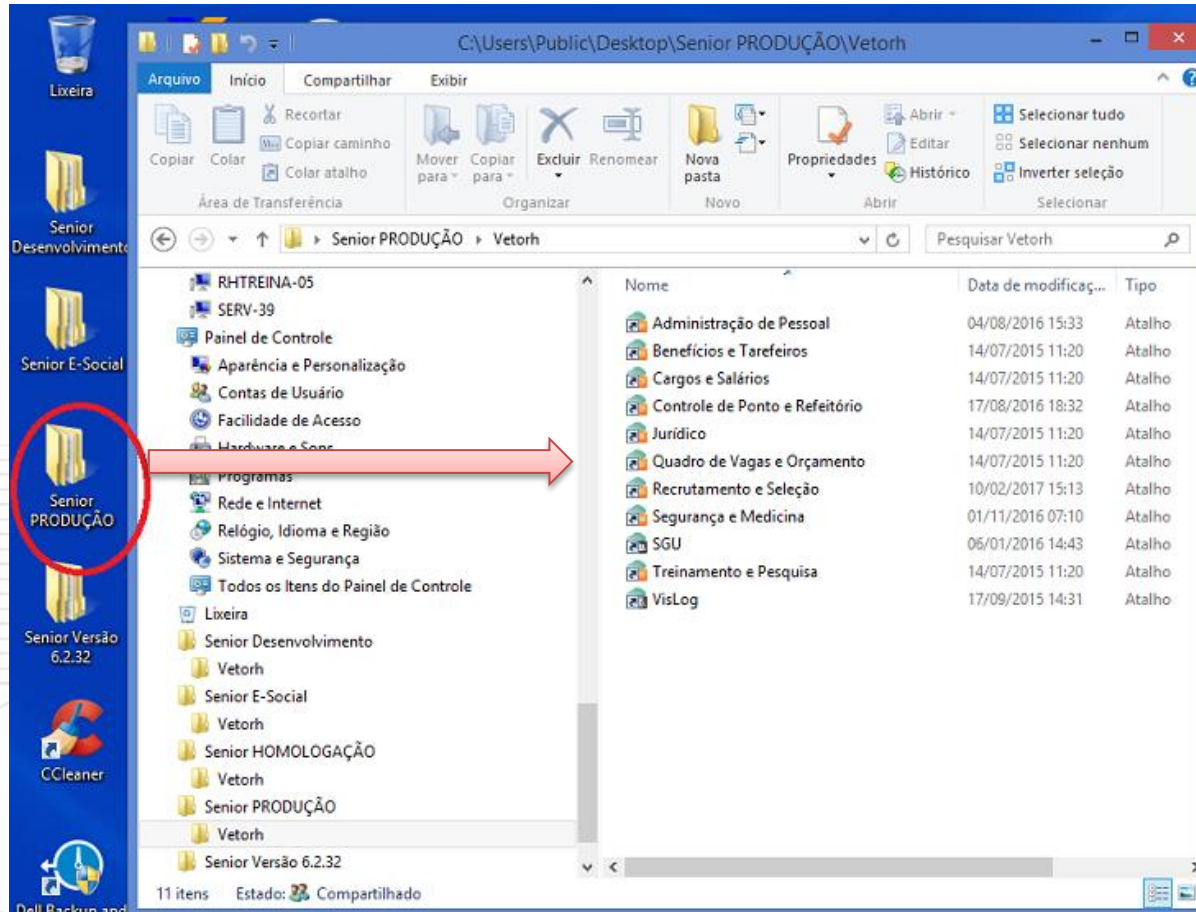 Lixeira
Senior
Desenvolvimento
Senior E-Social
Senior
PRODUÇÃO
Senior Versão
6.2.32
CCleaner
Dell Backup and
C:\Users\Public\Desktop\Senior PRODUÇÃO\Vetorh
Arquivo Início Compartilhar Exibir
Copiar
Colar
Recortar
Copiar caminho
Colar atalho
Área de Transferência
Mover para
Copiar para
Excluir
Renomear
Organizar
Nova pasta
Novo
Propriedades
Abrir
Editar
Histórico
Abrir
Selecionar tudo
Selecionar nenhum
Inverter seleção
Selecionar
Senior PRODUÇÃO Vetorh
Pesquisar Vetorh
RHTREINA-05
SERV-39
Painel de Controle
Aparência e Personalização
Contas de Usuário
Facilidade de Acesso
Hardware e Sons
Programas
Rede e Internet
Relógio, Idioma e Região
Sistema e Segurança
Todos os Itens do Painel de Controle
Lixeira
Senior Desenvolvimento
Vetorh
Senior E-Social
Vetorh
Senior HOMOLOGAÇÃO
Vetorh
Senior PRODUÇÃO
Vetorh
Senior Versão 6.2.32
Nome Data de modificaç... Tipo
Administração de Pessoal 04/08/2016 15:33 Atalho
Benefícios e Tarefeiros 14/07/2015 11:20 Atalho
Cargos e Salários 14/07/2015 11:20 Atalho
Controle de Ponto e Refeitório 17/08/2016 18:32 Atalho
Jurídico 14/07/2015 11:20 Atalho
Quadro de Vagas e Orçamento 14/07/2015 11:20 Atalho
Recrutamento e Seleção 10/02/2017 15:13 Atalho
Segurança e Medicina 01/11/2016 07:10 Atalho
SGU 06/01/2016 14:43 Atalho
Treinamento e Pesquisa 14/07/2015 11:20 Atalho
VisLog 17/09/2015 14:31 Atalho
11 itens Estado: Compartilhado